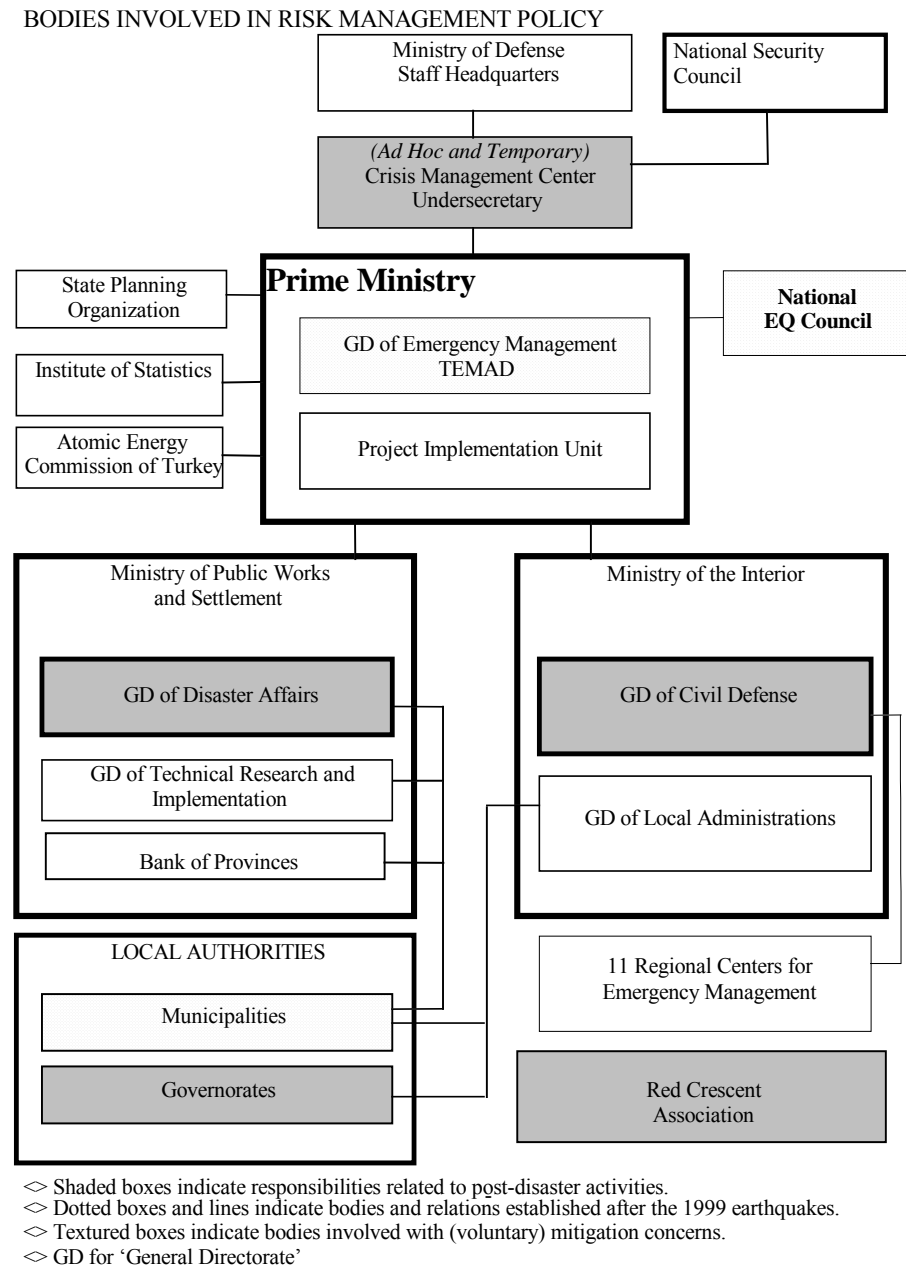 BODIES INVOLVED IN RISK MANAGEMENT POLICY
Ministry of Defense
Staff Headquarters
National Security
Council
(Ad Hoc and Temporary)
Crisis Management Center
Undersecretary
Prime Ministry
State Planning
Organization
National
EQ Council
GD of Emergency Management
TEMAD
Institute of Statistics
Atomic Energy
Commission of Turkey
Project Implementation Unit
Ministry of Public Works
and Settlement
GD of Disaster Affairs
GD of Technical Research and
Implementation
Bank of Provinces
Ministry of the Interior
GD of Civil Defense
GD of Local Administrations
LOCAL AUTHORITIES
Municipalities
Governorates
11 Regional Centers for
Emergency Management
Red Crescent
Association
<> Shaded boxes indicate responsibilities related to post-disaster activities.
<> Dotted boxes and lines indicate bodies and relations established after the 1999 earthquakes.
<> Textured boxes indicate bodies involved with (voluntary) mitigation concerns.
<> GD for ‘General Directorate’